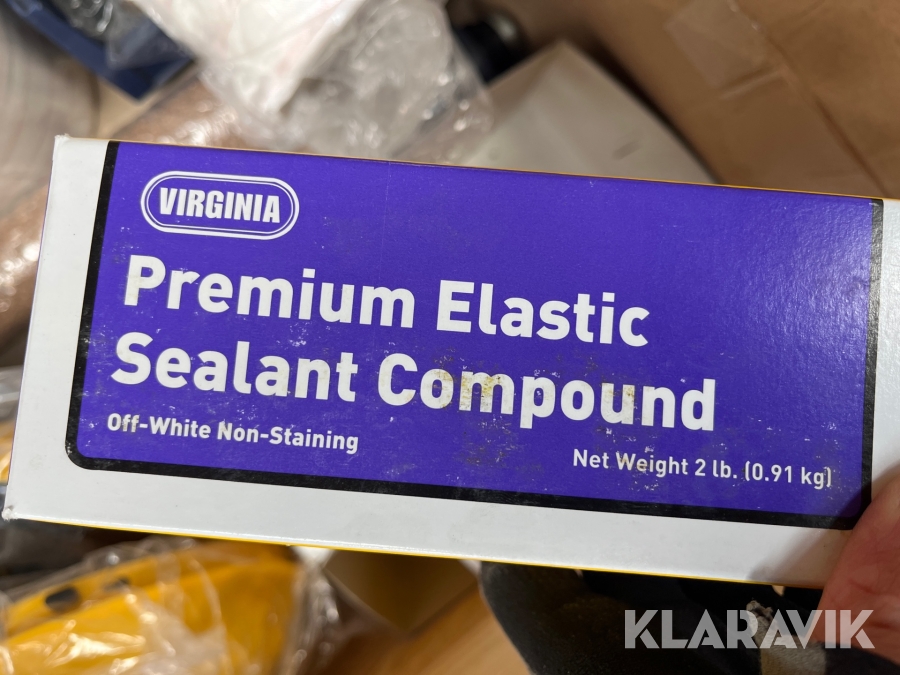 VIRGINIA
Premium Elastic
Sealant Compound
Off-White Non-Staining
Net Weight 2 lb. (0.91 kg)
KLARAVIK